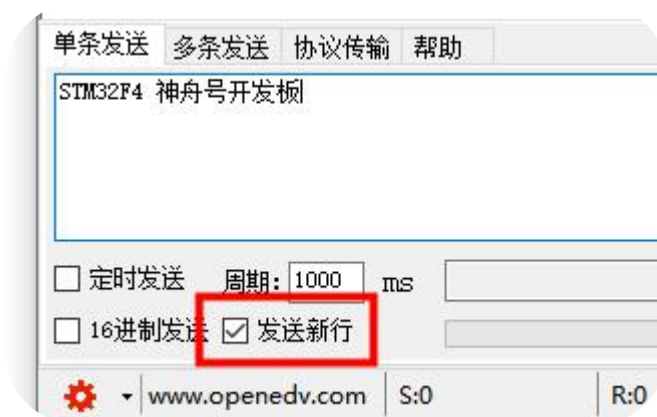 单条发送 多条发送 协议传输 帮助
STM32F4 神舟号开发板
定时发送 周期: 1000 ms
16进制发送 发送新行
www.openedv.com S:0 R:0